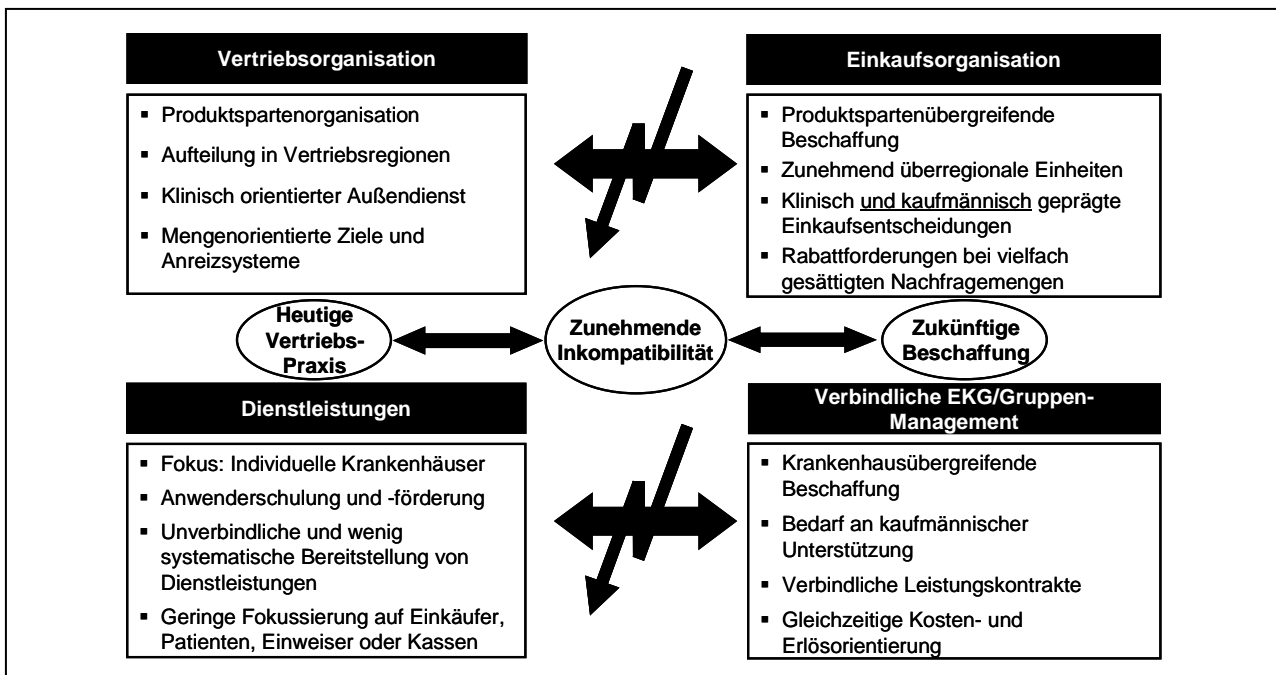 Vertriebsorganisation
▪ Produktspartenorganisation
▪ Aufteilung in Vertriebsregionen
▪ Klinisch orientierter Außendienst
▪ Mengenorientierte Ziele und
Anreizsysteme
Einkaufsorganisation
▪ Produktspartenübergreifende
Beschaffung
▪ Zunehmend überregionale Einheiten
▪ Klinisch und kaufmännisch geprägte
Einkaufsentscheidungen
▪ Rabattforderungen bei vielfach
gesättigten Nachfragemengen
Heutige
Vertriebs-
Praxis
Zunehmende
Inkompatibilität
Zukünftige
Beschaffung
Dienstleistungen
▪ Fokus: Individuelle Krankenhäuser
▪ Anwenderschulung und -förderung
▪ Unverbindliche und wenig
systematische Bereitstellung von
Dienstleistungen
▪ Geringe Fokussierung auf Einkäufer,
Patienten, Einweiser oder Kassen
Verbindliche EKG/Gruppen-
Management
▪ Krankenhausübergreifende
Beschaffung
▪ Bedarf an kaufmännischer
Unterstützung
▪ Verbindliche Leistungskontrakte
▪ Gleichzeitige Kosten- und
Erlösorientierung